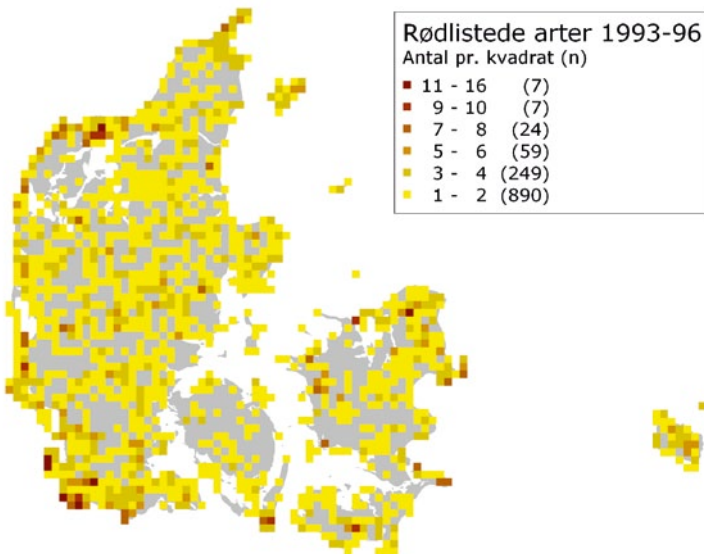 Rødlistede arter 1993-96
Antal pr. kvadrat (n)
11 - 16 (7)
9 - 10 (7)
7 - 8 (24)
5 - 6 (59)
3 - 4 (249)
1 - 2 (890)